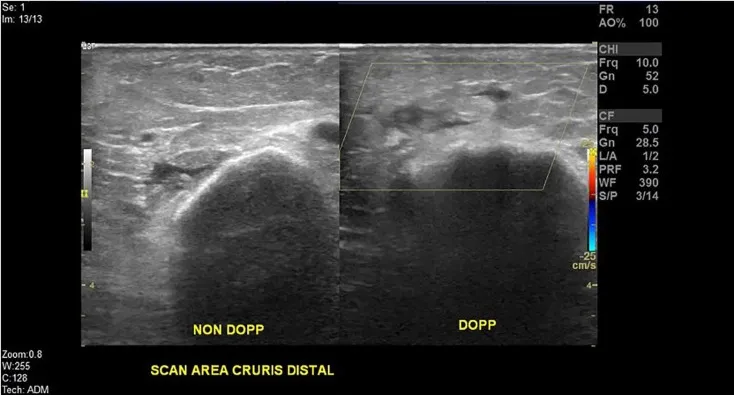 Se: 1
Im: 13/13
FR 13
AO% 100
CHI
Frq 10.0
Gn 52
D 5.0
CF
Frq 5.0
Gn 28.5
L/A 1/2
PRF 3.2
WF 390
S/P 3/14
-25
cm/s
4
4
NON DOPP
DOPP
SCAN AREA CRURIS DISTAL
Zoom:0.8
W:255
C:128
Tech: ADM